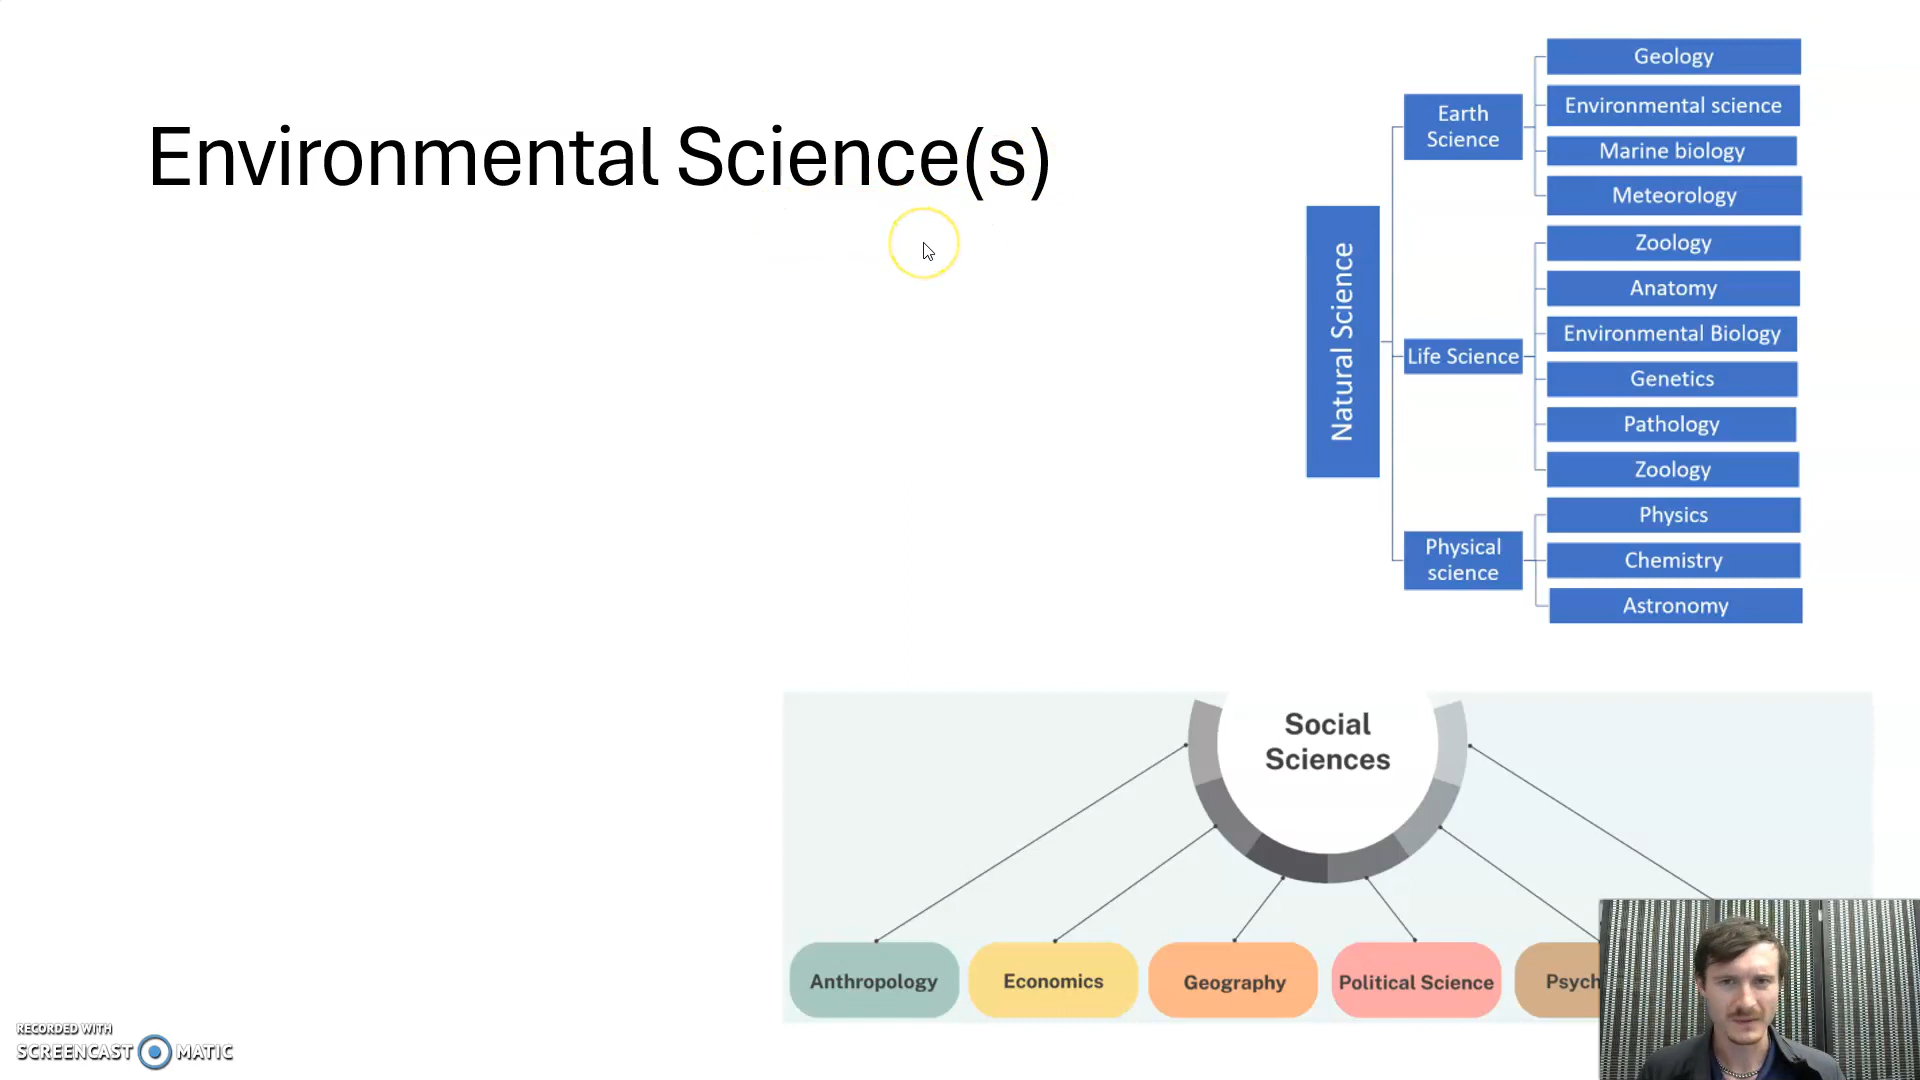 Environmental Science(s)
Natural Science
Earth
Science
Geology
Environmental science
Marine biology
Meteorology
Life Science
Zoology
Anatomy
Environmental Biology
Genetics
Pathology
Zoology
Physical
science
Physics
Chemistry
Astronomy
Social
Sciences
Anthropology
Economics
Geography
Political Science
Psych
RECORDED WITH
SCREENCAST MATIC